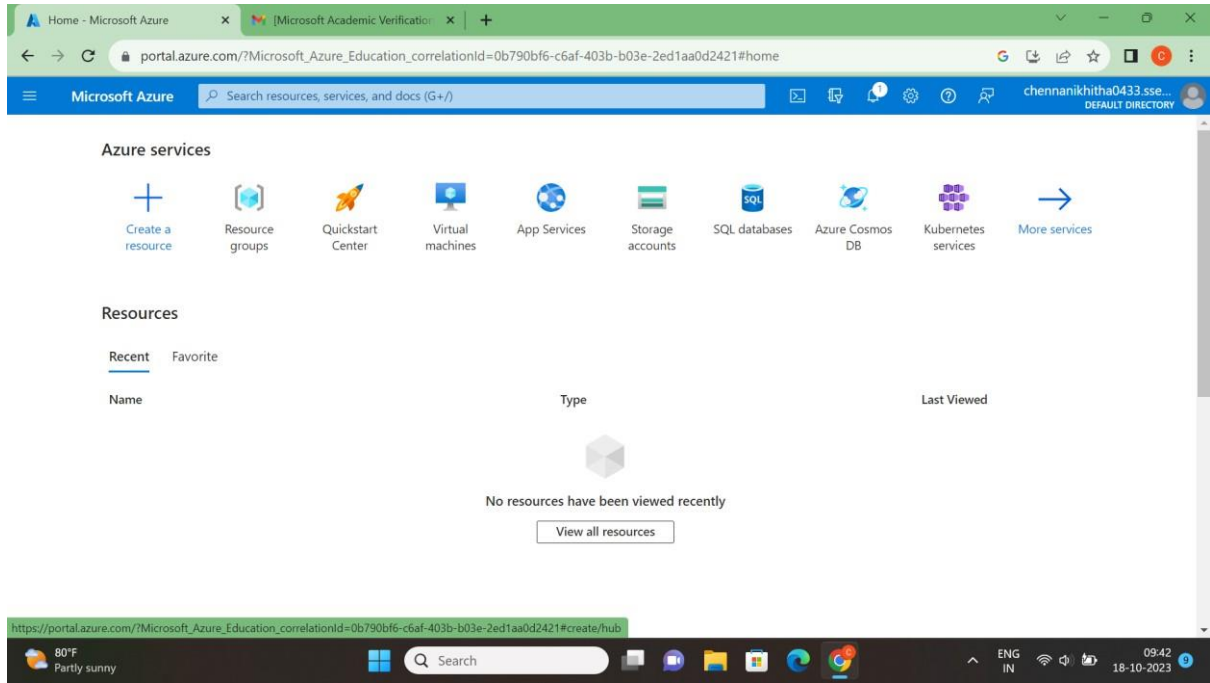 Home - Microsoft Azure
[Microsoft Academic Verification
portal.azure.com/?Microsoft_Azure_Education_correlationId=0b790bf6-c6af-403b-b03e-2ed1aa0d2421#home
G
C
Microsoft Azure
Search resources, services, and docs (G+/)
1
chennanikhitha0433.sse...
DEFAULT DIRECTORY
Azure services
Create a
resource
Resource
groups
Quickstart
Center
Virtual
machines
App Services
Storage
accounts
SQL
SQL databases
Azure Cosmos
DB
Kubernetes
services
More services
Resources
Recent Favorite
Name Type Last Viewed
No resources have been viewed recently
View all resources
https://portal.azure.com/?Microsoft_Azure_Education_correlationId=0b790bf6-c6af-403b-b03e-2ed1aa0d2421#create/hub
80°F
Partly sunny
Search
ENG
IN
09:42
18-10-2023
9